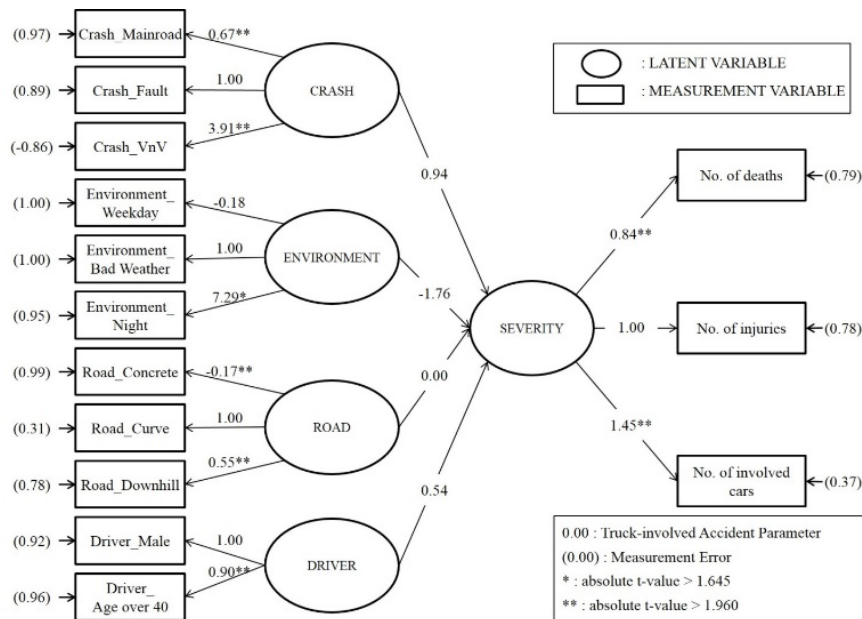 (0.97)
Crash_Mainroad
0.67**
(0.89)
Crash_Fault
1.00
CRASH
(-0.86)
Crash_VnV
3.91**
(1.00)
Environment_
Weekday
-0.18
(1.00)
Environment_
Bad Weather
1.00
ENVIRONMENT
(0.95)
Environment_
Night
7.29*
(0.99)
Road_Concrete
-0.17**
(0.31)
Road_Curve
1.00
ROAD
(0.78)
Road_Downhill
0.55**
(0.92)
Driver_Male
1.00
DRIVER
(0.96)
Driver_
Age over 40
0.90**
0.94
-1.76
0.00
0.54
SEVERITY
: LATENT VARIABLE
: MEASUREMENT VARIABLE
0.84**
No. of deaths
(0.79)
1.00
No. of injuries
(0.78)
1.45**
No. of involved
cars
(0.37)
0.00 : Truck-involved Accident Parameter
(0.00) : Measurement Error
* : absolute t-value > 1.645
** : absolute t-value > 1.960